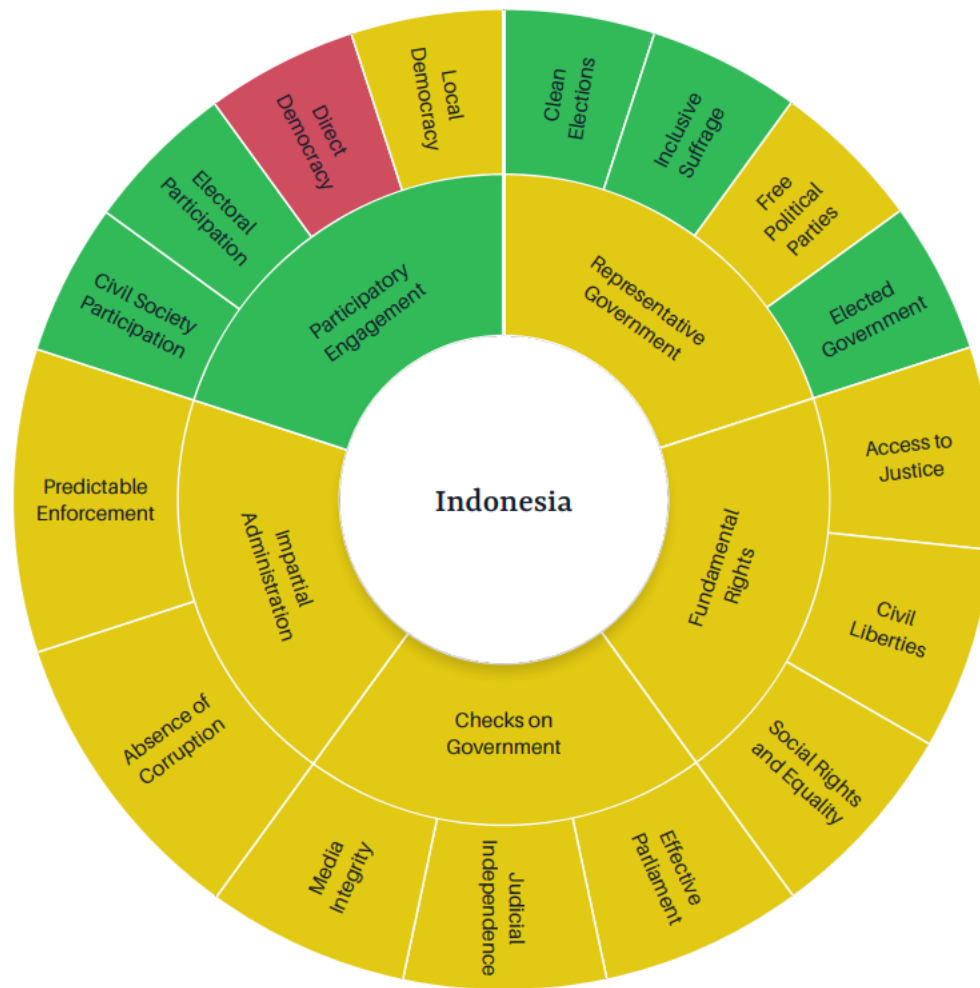 Clean
Elections
Inclusive
Suffrage
Free
Political
Parties
Elected
Government
Representative
Government
Access to
Justice
Civil
Liberties
Social Rights
and Equality
Fundamental
Rights
Effective
Parliament
Judicial
Independence
Media
Integrity
Checks on
Government
Absence of
Corruption
Predictable
Enforcement
Impartial
Administration
Civil Society
Participation
Electoral
Participation
Direct
Democracy
Local
Democracy
Participatory
Engagement
Indonesia